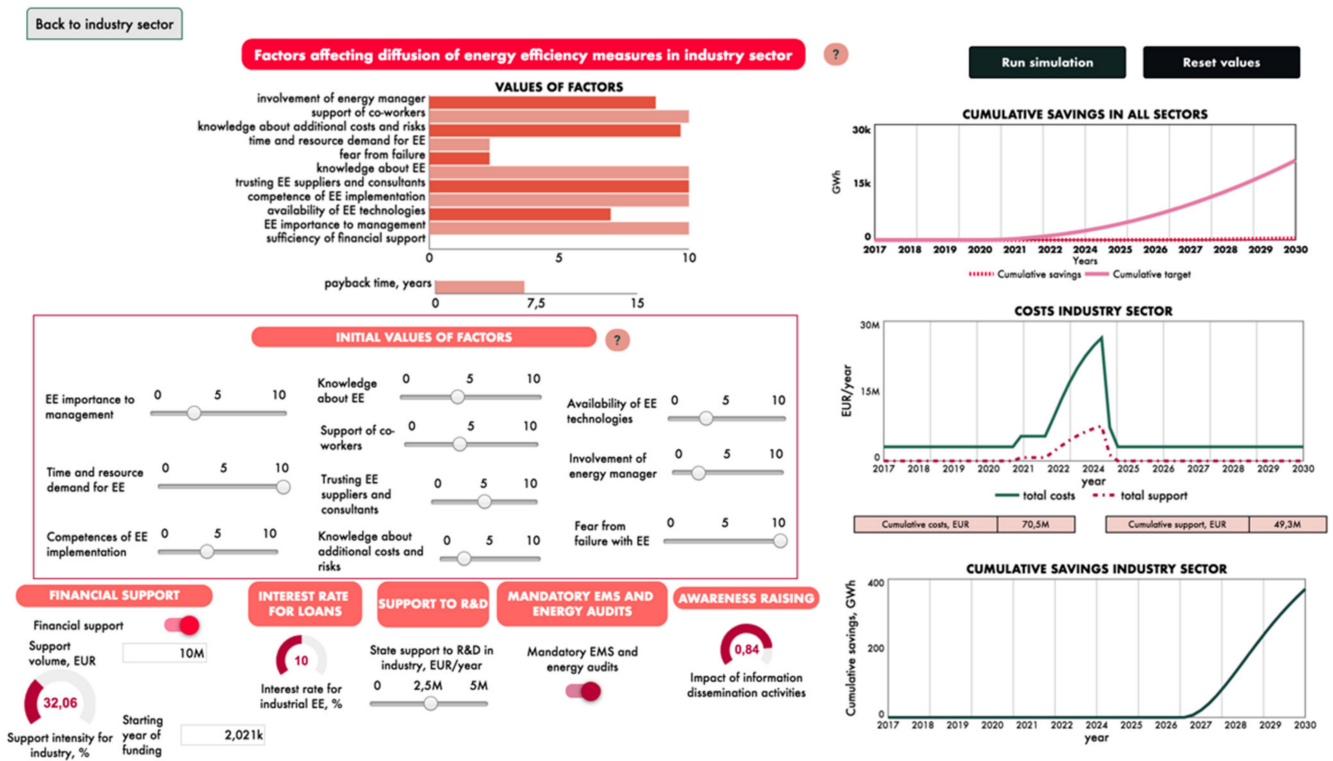 Back to industry sector
Factors affecting diffusion of energy efficiency measures in industry sector
?
Run simulation
Reset values
VALUES OF FACTORS
involvement of energy manager
support of co-workers
knowledge about additional costs and risks
time and resource demand for EE
fear from failure
knowledge about EE
trusting EE suppliers and consultants
competence of EE implementation
availability of EE technologies
EE importance to management
sufficiency of financial support
0 5 10
payback time, years
0 7,5 15
INITIAL VALUES OF FACTORS
?
EE importance to
management
0 5 10
Time and resource
demand for EE
0 5 10
Competences of EE
implementation
0 5 10
Knowledge
about EE
0 5 10
Support of co-
workers
0 5 10
Trusting EE
suppliers and
consultants
0 5 10
Knowledge about
additional costs and
risks
0 5 10
Availability of EE
technologies
0 5 10
Involvement of
energy manager
0 5 10
Fear from
failure with EE
0 5 10
FINANCIAL SUPPORT
Financial support
Support
volume, EUR
10M
32,06
Support intensity for
industry, %
Starting
year of
funding
2,021k
INTEREST RATE
FOR LOANS
10
Interest rate for
industrial EE, %
SUPPORT TO R&D
State support to R&D in
industry, EUR/year
0 2,5M 5M
MANDATORY EMS AND
ENERGY AUDITS
Mandatory EMS and
energy audits
AWARENESS RAISING
0,84
Impact of information
dissemination activities
CUMULATIVE SAVINGS IN ALL SECTORS
30k
15k
0
GWh
2017 2018 2019 2020 2021 2022 2024 2025 2026 2027 2028 2029 2030
Years
Cumulative savings Cumulative target
COSTS INDUSTRY SECTOR
30M
15M
0
EUR/year
2017 2018 2019 2020 2021 2022 2024 2025 2026 2027 2028 2029 2030
year
total costs total support
Cumulative costs, EUR 70,5M
Cumulative support, EUR 49,3M
CUMULATIVE SAVINGS INDUSTRY SECTOR
400
200
0
Cumulative savings, GWh
2017 2018 2019 2020 2021 2022 2024 2025 2026 2027 2028 2029 2030
year